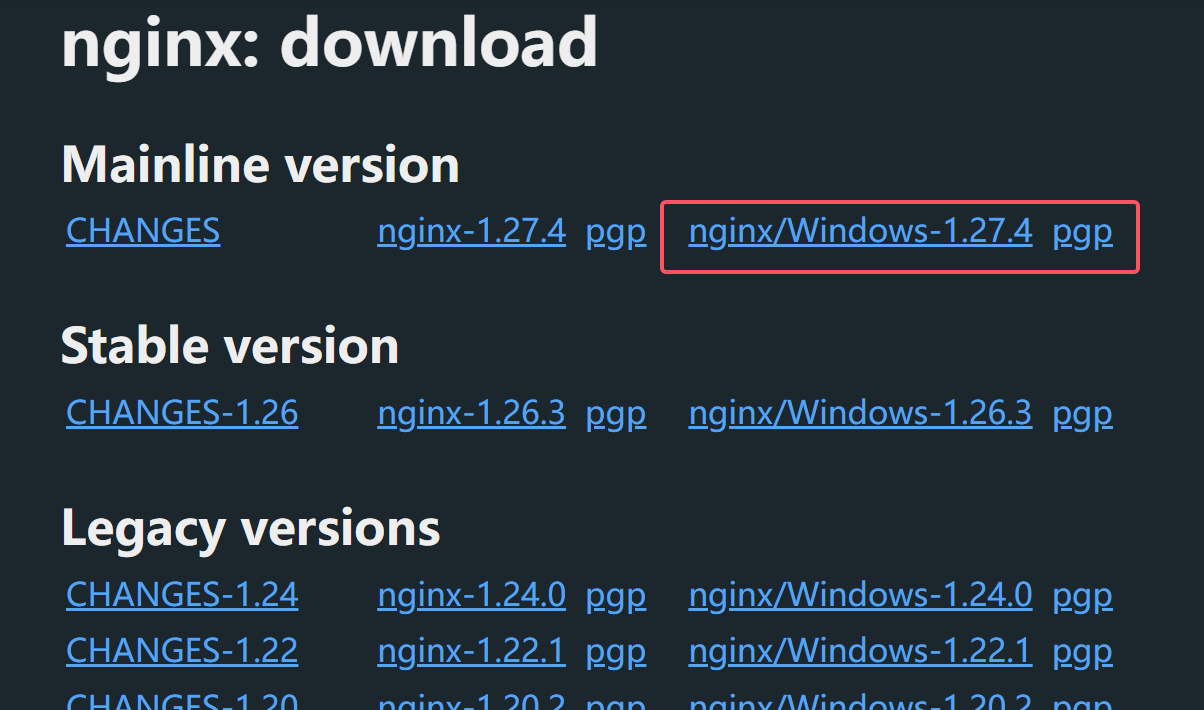 nginx: download
Mainline version
CHANGES nginx-1.27.4 pgp nginx/Windows-1.27.4 pgp
Stable version
CHANGES-1.26 nginx-1.26.3 pgp nginx/Windows-1.26.3 pgp
Legacy versions
CHANGES-1.24 nginx-1.24.0 pgp nginx/Windows-1.24.0 pgp
CHANGES-1.22 nginx-1.22.1 pgp nginx/Windows-1.22.1 pgp
CHANGES-1.20 nginx-1.20.2 pgp nginx/Windows-1.20.2 pgp